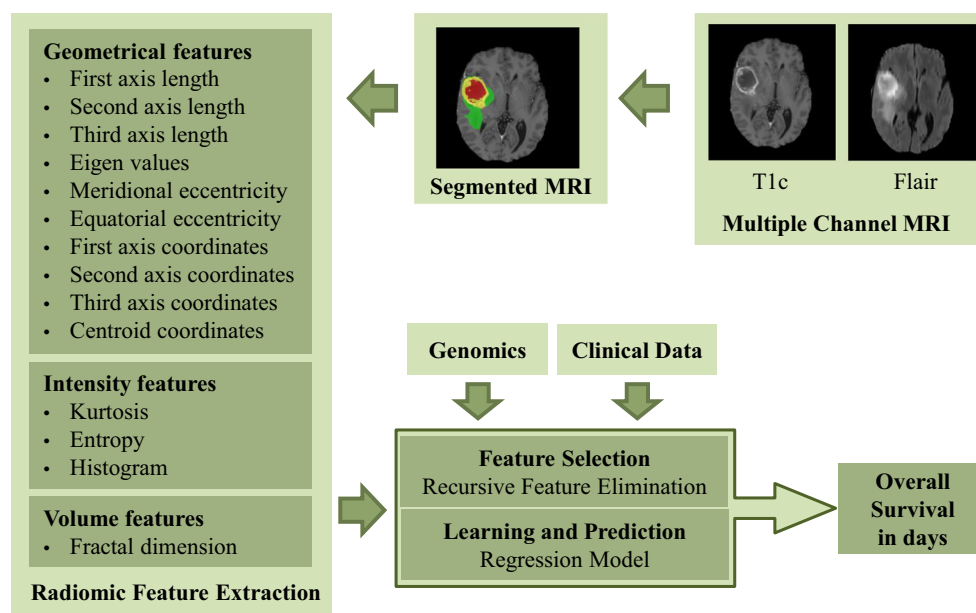 Geometrical features
• First axis length
• Second axis length
• Third axis length
• Eigen values
• Meridional eccentricity
• Equatorial eccentricity
• First axis coordinates
• Second axis coordinates
• Third axis coordinates
• Centroid coordinates
Intensity features
• Kurtosis
• Entropy
• Histogram
Volume features
• Fractal dimension
Radiomic Feature Extraction
Segmented MRI
T1c
Flair
Multiple Channel MRI
Genomics
Clinical Data
Feature Selection
Recursive Feature Elimination
Learning and Prediction
Regression Model
Overall
Survival
in days